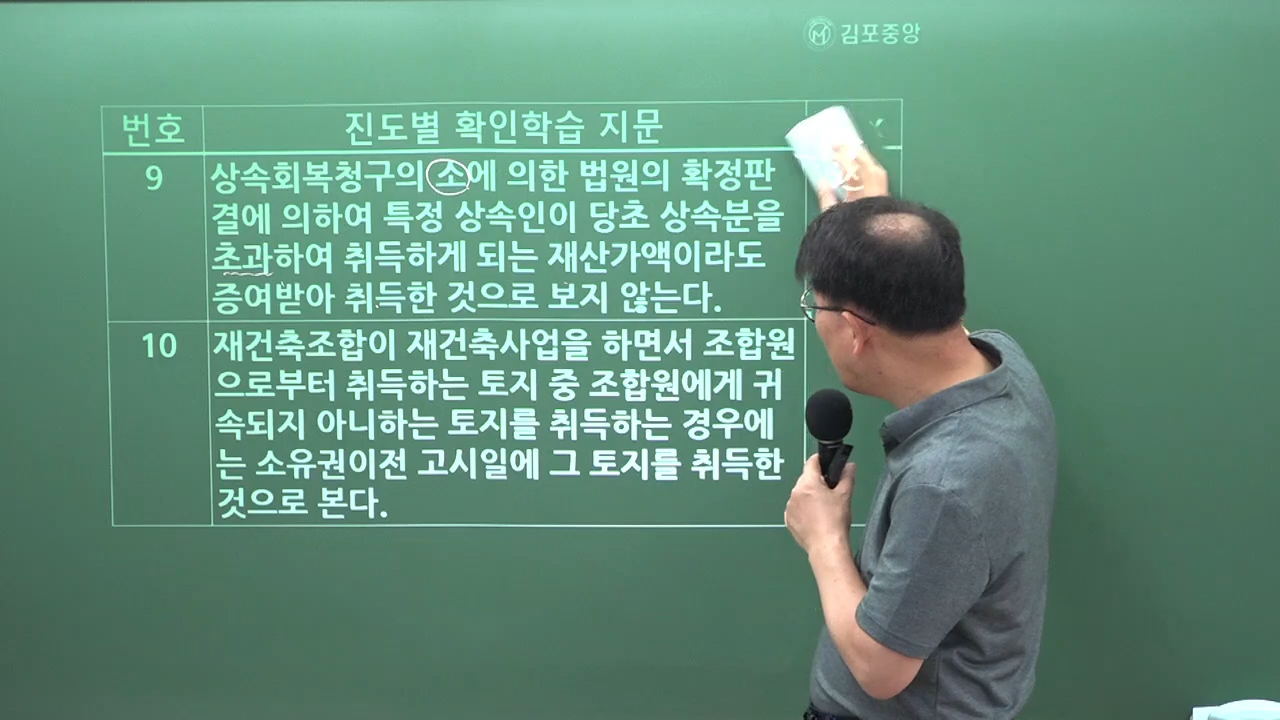 김포중앙
번호 진도별 확인학습 지문
9 상속회복청구의 소에 의한 법원의 확정판
결에 의하여 특정 상속인이 당초 상속분을
초과하여 취득하게 되는 재산가액이라도
증여받아 취득한 것으로 보지 않는다.
10 재건축조합이 재건축사업을 하면서 조합원
으로부터 취득하는 토지 중 조합원에게 귀
속되지 아니하는 토지를 취득하는 경우에
는 소유권이전 고시일에 그 토지를 취득한
것으로 본다.